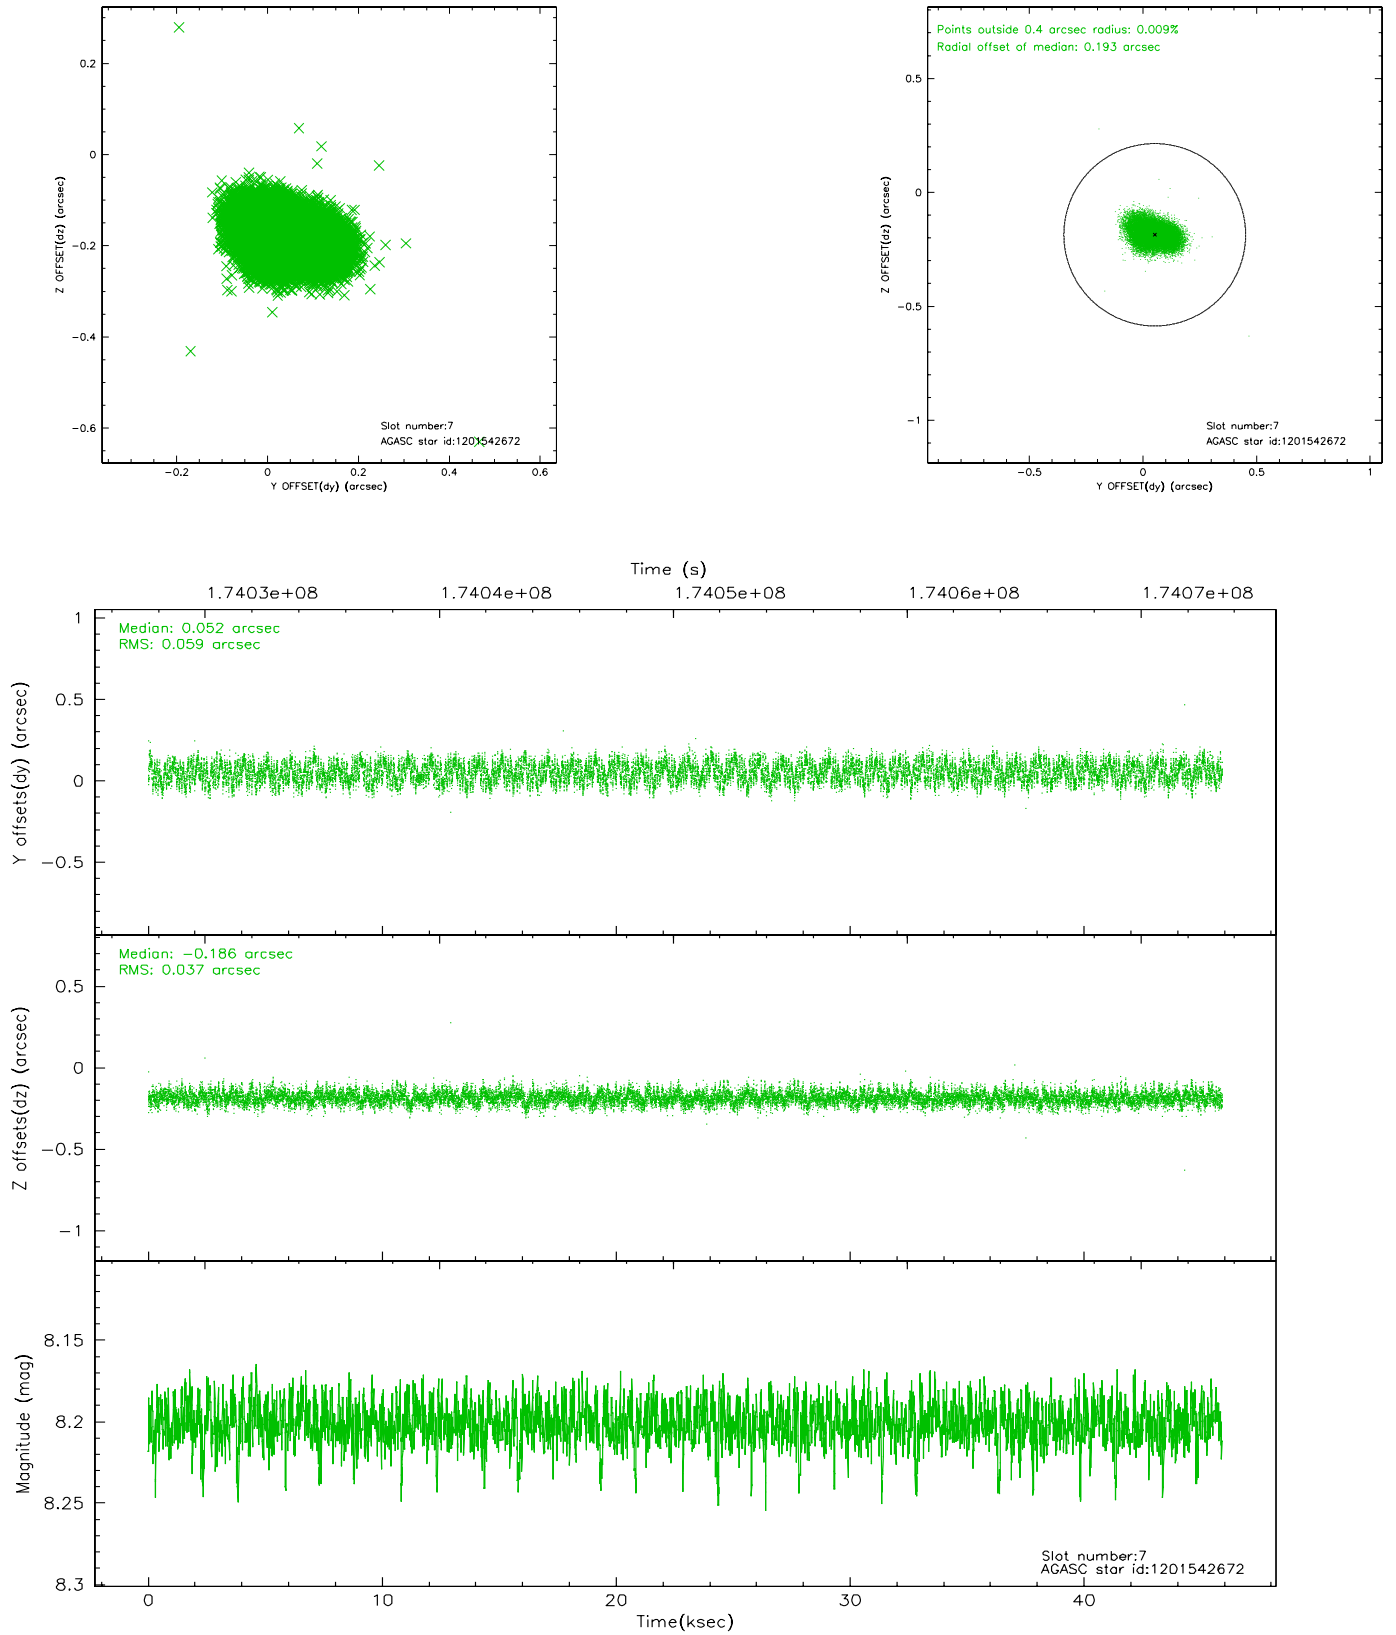 0.2
0
−0.2
−0.4
−0.6
Z OFFSET(dz) (arcsec)
Slot number:7
AGASC star id:1201542672
−0.2
0
0.2
0.4
0.6
Y OFFSET(dy) (arcsec)
Points outside 0.4 arcsec radius: 0.009%
Radial offset of median: 0.193 arcsec
0.5
0
−0.5
−1
Z OFFSET(dz) (arcsec)
Slot number:7
AGASC star id:1201542672
−0.5
0
0.5
1
Y OFFSET(dy) (arcsec)
Time (s)
1.7403e+08
1.7404e+08
1.7405e+08
1.7406e+08
1.7407e+08
Median: 0.052 arcsec
RMS: 0.059 arcsec
1
0.5
0
−0.5
Y offsets(dy) (arcsec)
Median: −0.186 arcsec
RMS: 0.037 arcsec
0.5
0
−0.5
−1
Z offsets(dz) (arcsec)
8.15
8.2
8.25
8.3
Magnitude (mag)
Slot number:7
AGASC star id:1201542672
0
10
20
30
40
Time(ksec)